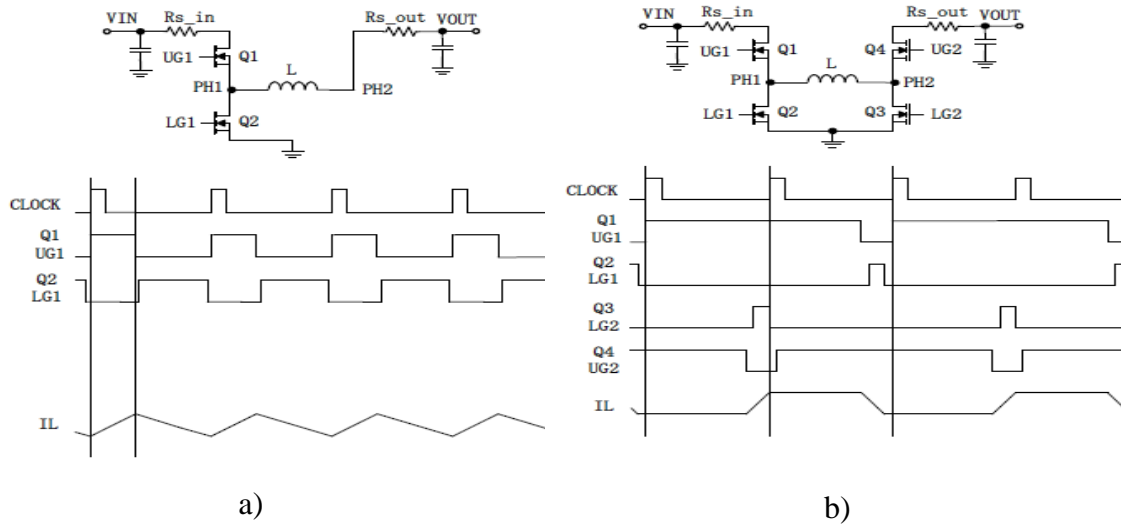 VIN Rs_in Rs_out VOUT
UG1 Q1
L
PH1 PH2
LG1 Q2
CLOCK
Q1
UG1
Q2
LG1
IL
a)
VIN Rs_in Rs_out VOUT
UG1 Q1 Q4 UG2
L
PH1 PH2
LG1 Q2 Q3 LG2
CLOCK
Q1
UG1
Q2
LG1
Q3
LG2
Q4
UG2
IL
b)